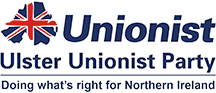 Unionist
Ulster Unionist Party
Doing what's right for Northern Ireland